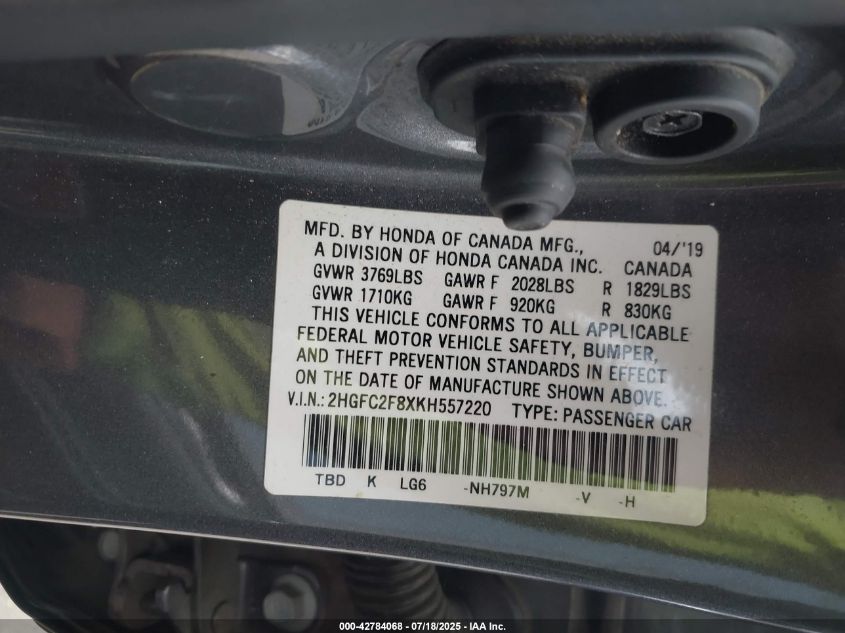 MFD. BY HONDA OF CANADA MFG., 04/'19
A DIVISION OF HONDA CANADA INC. CANADA
GVWR 3769LBS GAWR F 2028LBS R 1829LBS
GVWR 1710KG GAWR F 920KG R 830KG
THIS VEHICLE CONFORMS TO ALL APPLICABLE
FEDERAL MOTOR VEHICLE SAFETY, BUMPER,
AND THEFT PREVENTION STANDARDS IN EFFECT
ON THE DATE OF MANUFACTURE SHOWN ABOVE.
V.I.N.: 2HGFC2F8XKH557220 TYPE: PASSENGER CAR
TBD K LG6 -NH797M -V -H
000-42784068 - 07/18/2025 - IAA Inc.